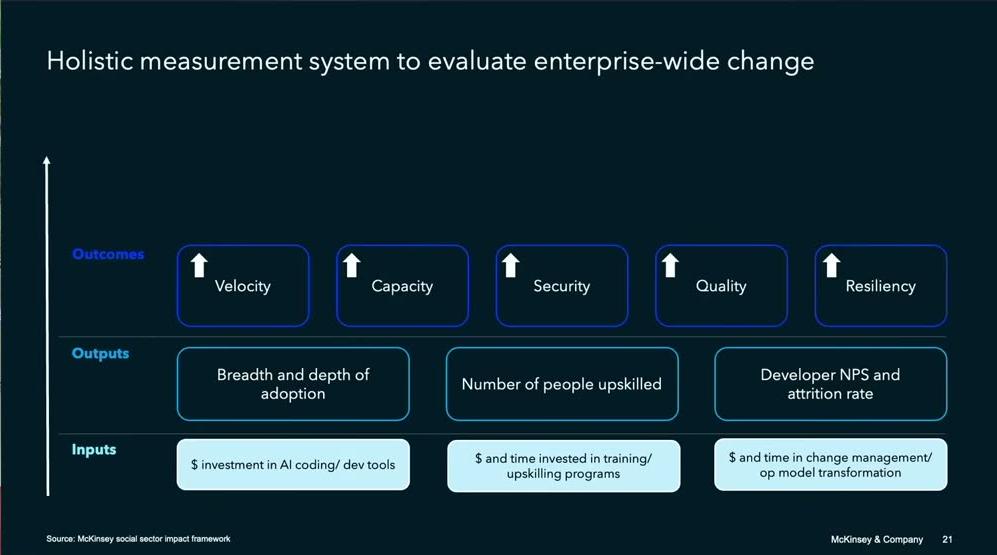 Holistic measurement system to evaluate enterprise-wide change
Outcomes
Velocity
Capacity
Security
Quality
Resiliency
Outputs
Breadth and depth of
adoption
Number of people upskilled
Developer NPS and
attrition rate
Inputs
$ investment in AI coding/ dev tools
$ and time invested in training/
upskilling programs
$ and time in change management/
op model transformation
Source: McKinsey social sector impact framework
McKinsey & Company 21